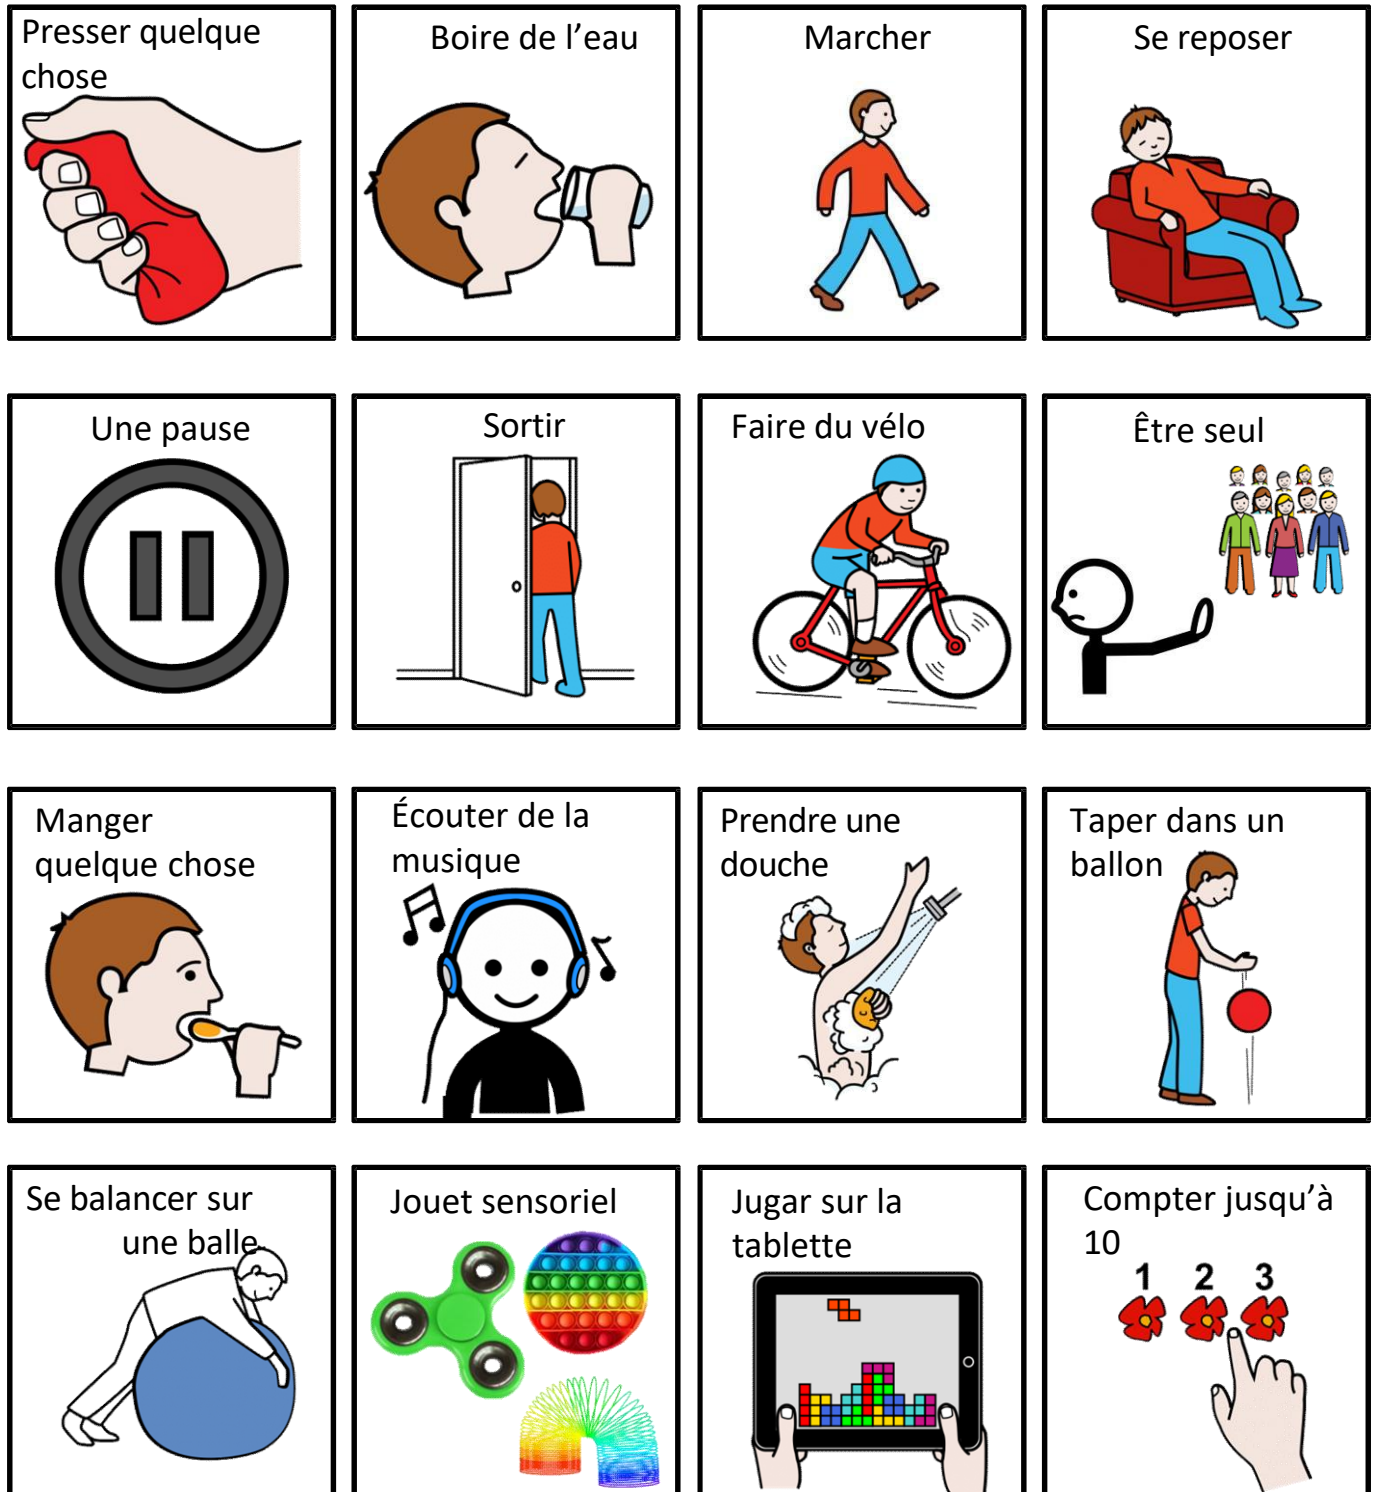 Presser quelque
chose
Boire de l'eau
Marcher
Se reposer
Une pause
Sortir
Faire du vélo
Être seul
Manger
quelque chose
Écouter de la
musique
Prendre une
douche
Taper dans un
ballon
Se balancer sur
une balle
Jouet sensoriel
Jugar sur la
tablette
Compter jusqu'à
10
1 2 3